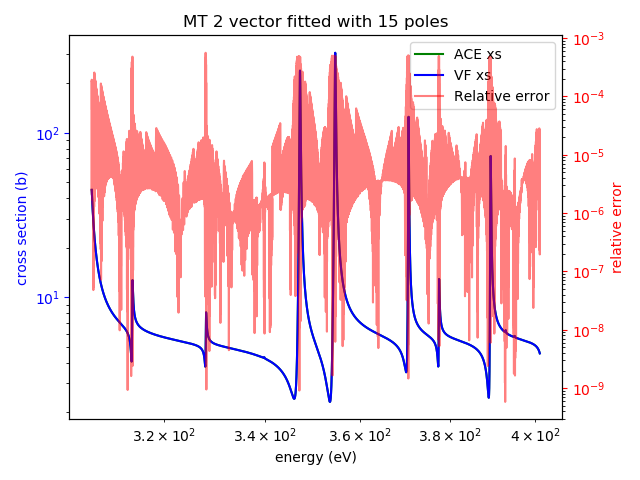 MT 2 vector fitted with 15 poles
ACE xs
VF xs
Relative error
cross section (b)
10²
10¹
relative error
10⁻³
10⁻⁴
10⁻⁵
10⁻⁶
10⁻⁷
10⁻⁸
10⁻⁹
3.2 × 10² 3.4 × 10² 3.6 × 10² 3.8 × 10² 4 × 10²
energy (eV)